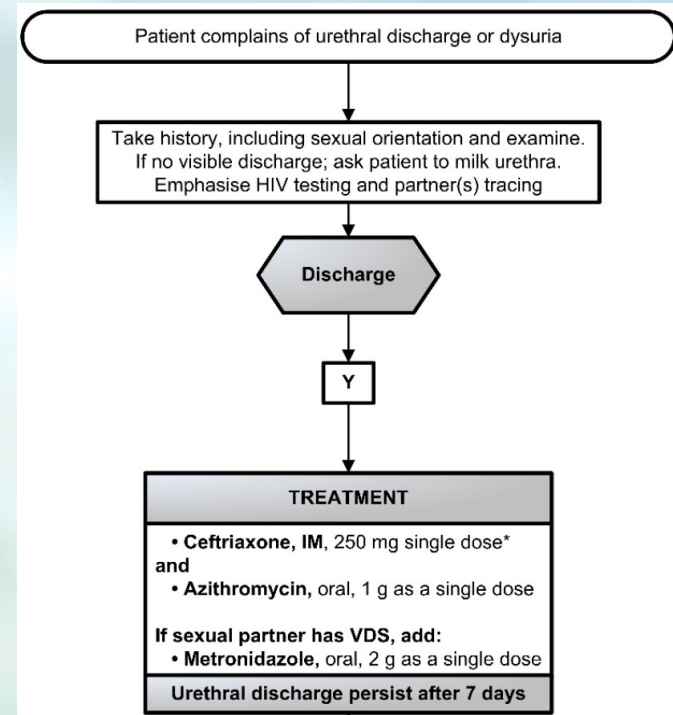 Patient complains of urethral discharge or dysuria
Take history, including sexual orientation and examine.
If no visible discharge; ask patient to milk urethra.
Emphasise HIV testing and partner(s) tracing
Discharge
Y
TREATMENT
• Ceftriaxone, IM, 250 mg single dose*
and
• Azithromycin, oral, 1 g as a single dose
If sexual partner has VDS, add:
• Metronidazole, oral, 2 g as a single dose
Urethral discharge persist after 7 days